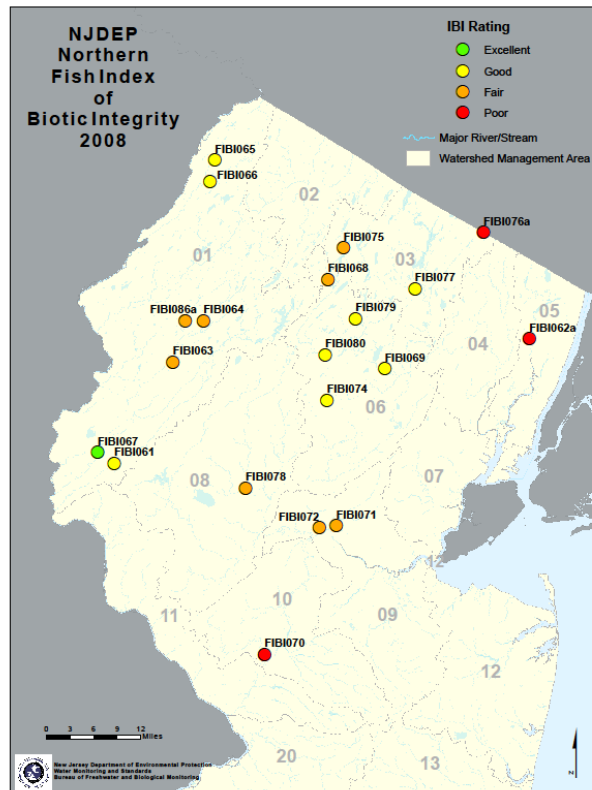 NJDEP
Northern
Fish Index
of
Biotic Integrity
2008
IBI Rating
Excellent
Good
Fair
Poor
Major River/Stream
Watershed Management Area
FIBI065
FIBI066
02
FIBI076a
FIBI075
01
03
FIBI068
FIBI077
05
FIBI086a
FIBI064
FIBI079
FIBI062a
04
FIBI080
FIBI063
FIBI069
FIBI074
06
FIBI067
FIBI061
08
FIBI078
07
FIBI072
FIBI071
12
10
11
09
FIBI070
12
0 3 6 9 12
Miles
20
13
New Jersey Department of Environmental Protection
Water Monitoring and Standards
Bureau of Freshwater and Biological Monitoring
N